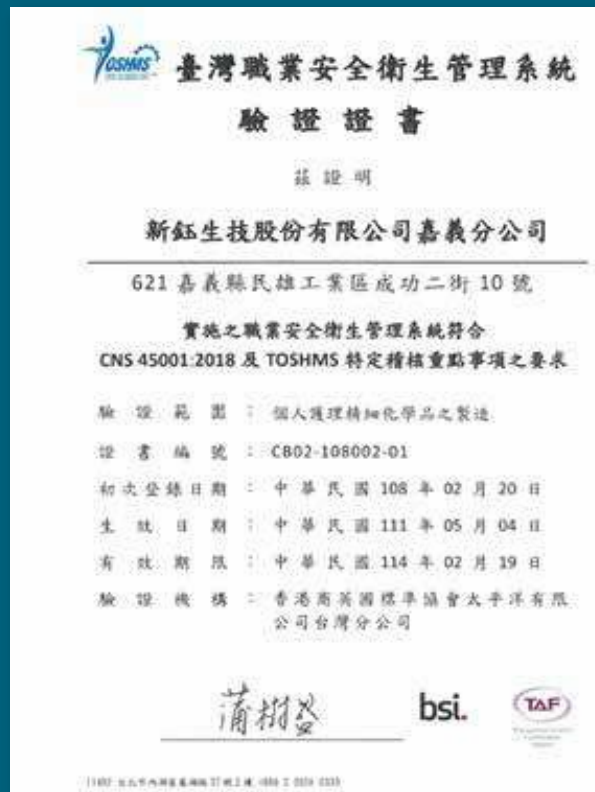 TOSHMS
臺灣職業安全衛生管理系統
驗證證書
茲證明
新鈺生技股份有限公司嘉義分公司
621 嘉義縣民雄工業區成功二街 10 號
實施之職業安全衛生管理系統符合
CNS 45001:2018 及 TOSHMS 特定稽核重點事項之要求
驗證範圍：個人護理精細化學品之製造
證書編號：CB02-108002-01
初次登錄日期：中華民國 108 年 02 月 20 日
生效日期：中華民國 111 年 05 月 04 日
有效期限：中華民國 114 年 02 月 19 日
驗證機構：香港商英國標準協會太平洋有限
公司台灣分公司
蒲樹盛
bsi.
TAF